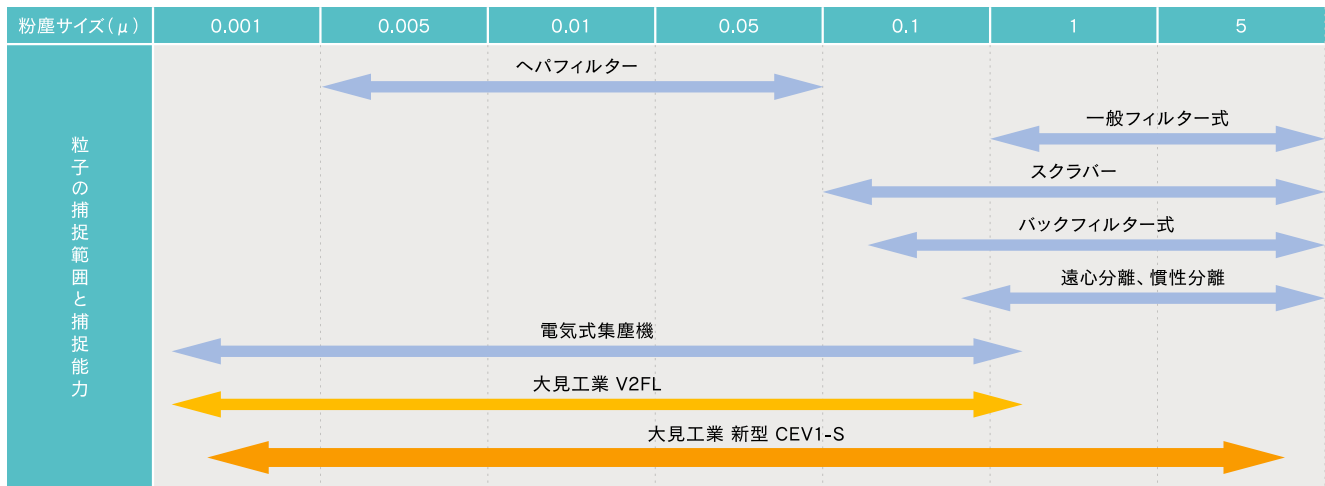 粉塵サイズ(μ) 0.001 0.005 0.01 0.05 0.1 1 5
粒子の捕捉範囲と捕捉能力
ヘパフィルター
一般フィルター式
スクラバー
バックフィルター式
遠心分離、慣性分離
電気式集塵機
大見工業 V2FL
大見工業 新型 CEV1-S